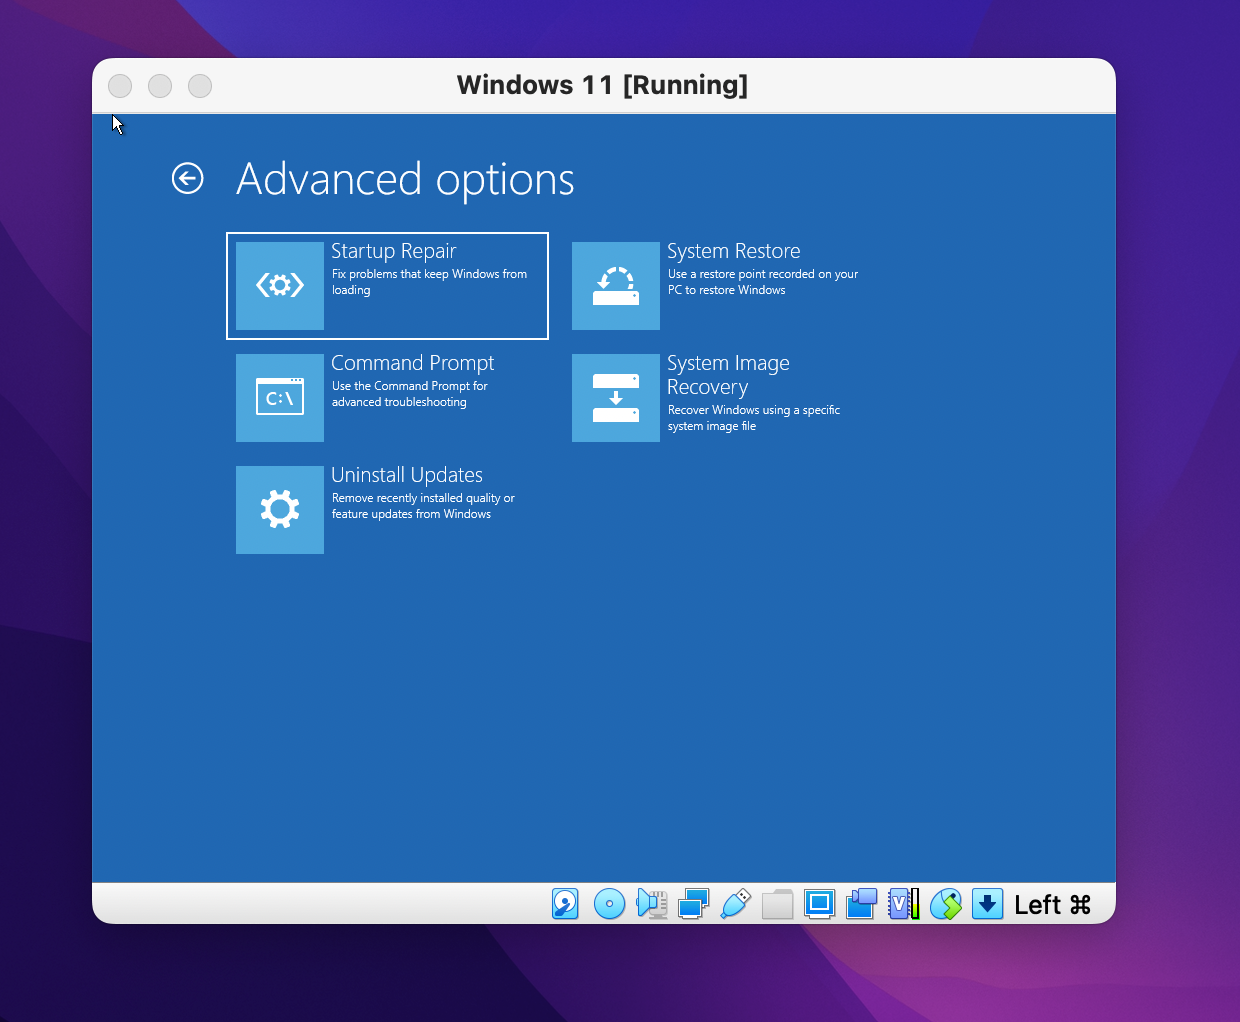 Windows 11 [Running]
Advanced options
Startup Repair
Fix problems that keep Windows from
loading
System Restore
Use a restore point recorded on your
PC to restore Windows
C:\
Command Prompt
Use the Command Prompt for
advanced troubleshooting
System Image
Recovery
Recover Windows using a specific
system image file
Uninstall Updates
Remove recently installed quality or
feature updates from Windows
V
Left ⌘